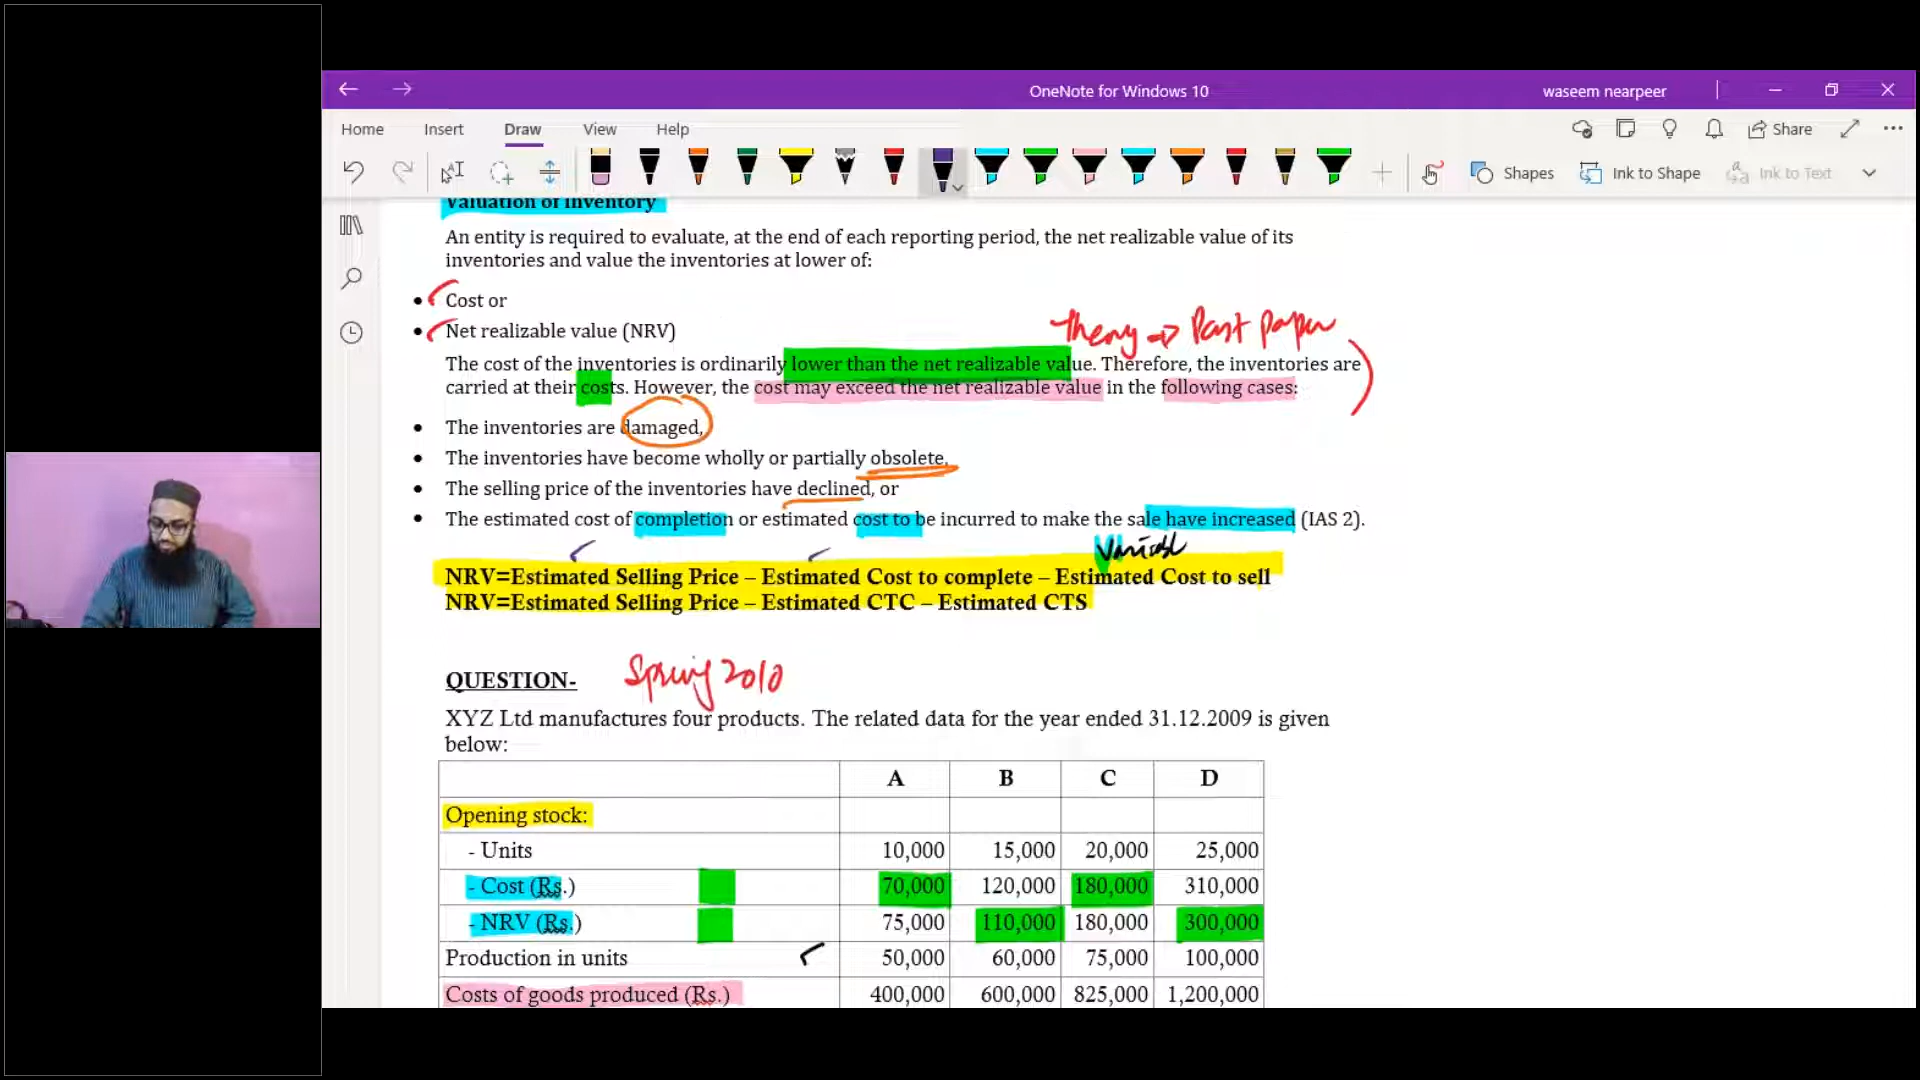 OneNote for Windows 10
waseem nearpeer
Home
Insert
Draw
View
Help
Share
Shapes
Ink to Shape
Ink to Text
Valuation of inventory
An entity is required to evaluate, at the end of each reporting period, the net realizable value of its
inventories and value the inventories at lower of:
• Cost or
• Net realizable value (NRV)
Theory → Past paper
The cost of the inventories is ordinarily lower than the net realizable value. Therefore, the inventories are
carried at their costs. However, the cost may exceed the net realizable value in the following cases:
• The inventories are damaged,
• The inventories have become wholly or partially obsolete,
• The selling price of the inventories have declined, or
• The estimated cost of completion or estimated cost to be incurred to make the sale have increased (IAS 2).
Variable
NRV=Estimated Selling Price – Estimated Cost to complete – Estimated Cost to sell
NRV=Estimated Selling Price – Estimated CTC – Estimated CTS
QUESTION- Spring 2010
XYZ Ltd manufactures four products. The related data for the year ended 31.12.2009 is given
below:
A B C D
Opening stock:
- Units 10,000 15,000 20,000 25,000
- Cost (Rs.) 70,000 120,000 180,000 310,000
- NRV (Rs.) 75,000 110,000 180,000 300,000
Production in units 50,000 60,000 75,000 100,000
Costs of goods produced (Rs.) 400,000 600,000 825,000 1,200,000